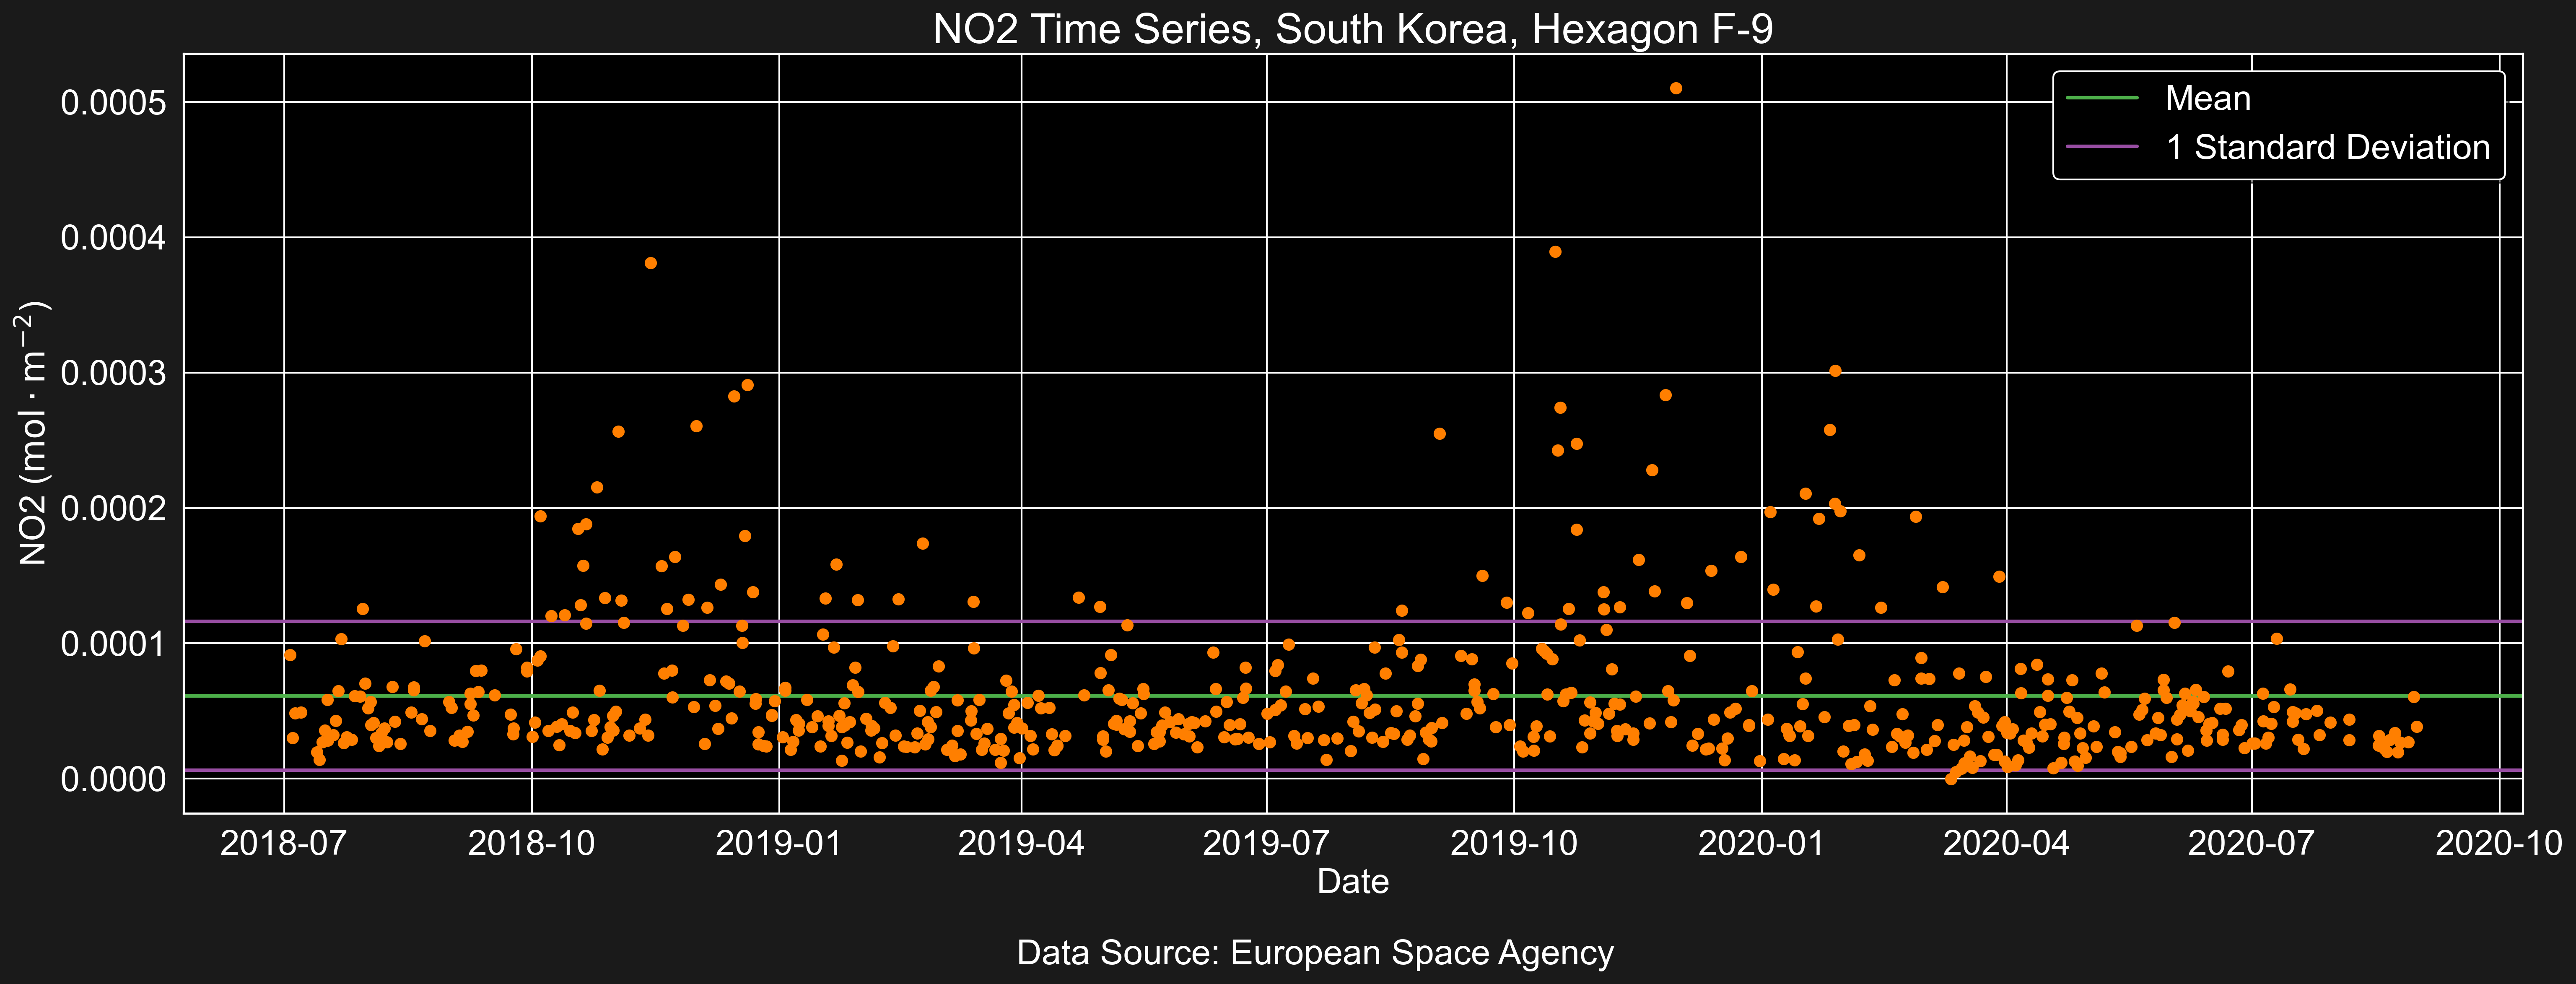 NO2 Time Series, South Korea, Hexagon F-9
Mean
1 Standard Deviation
NO2 (mol · m⁻²)
0.0005
0.0004
0.0003
0.0002
0.0001
0.0000
2018-07 2018-10 2019-01 2019-04 2019-07 2019-10 2020-01 2020-04 2020-07 2020-10
Date
Data Source: European Space Agency